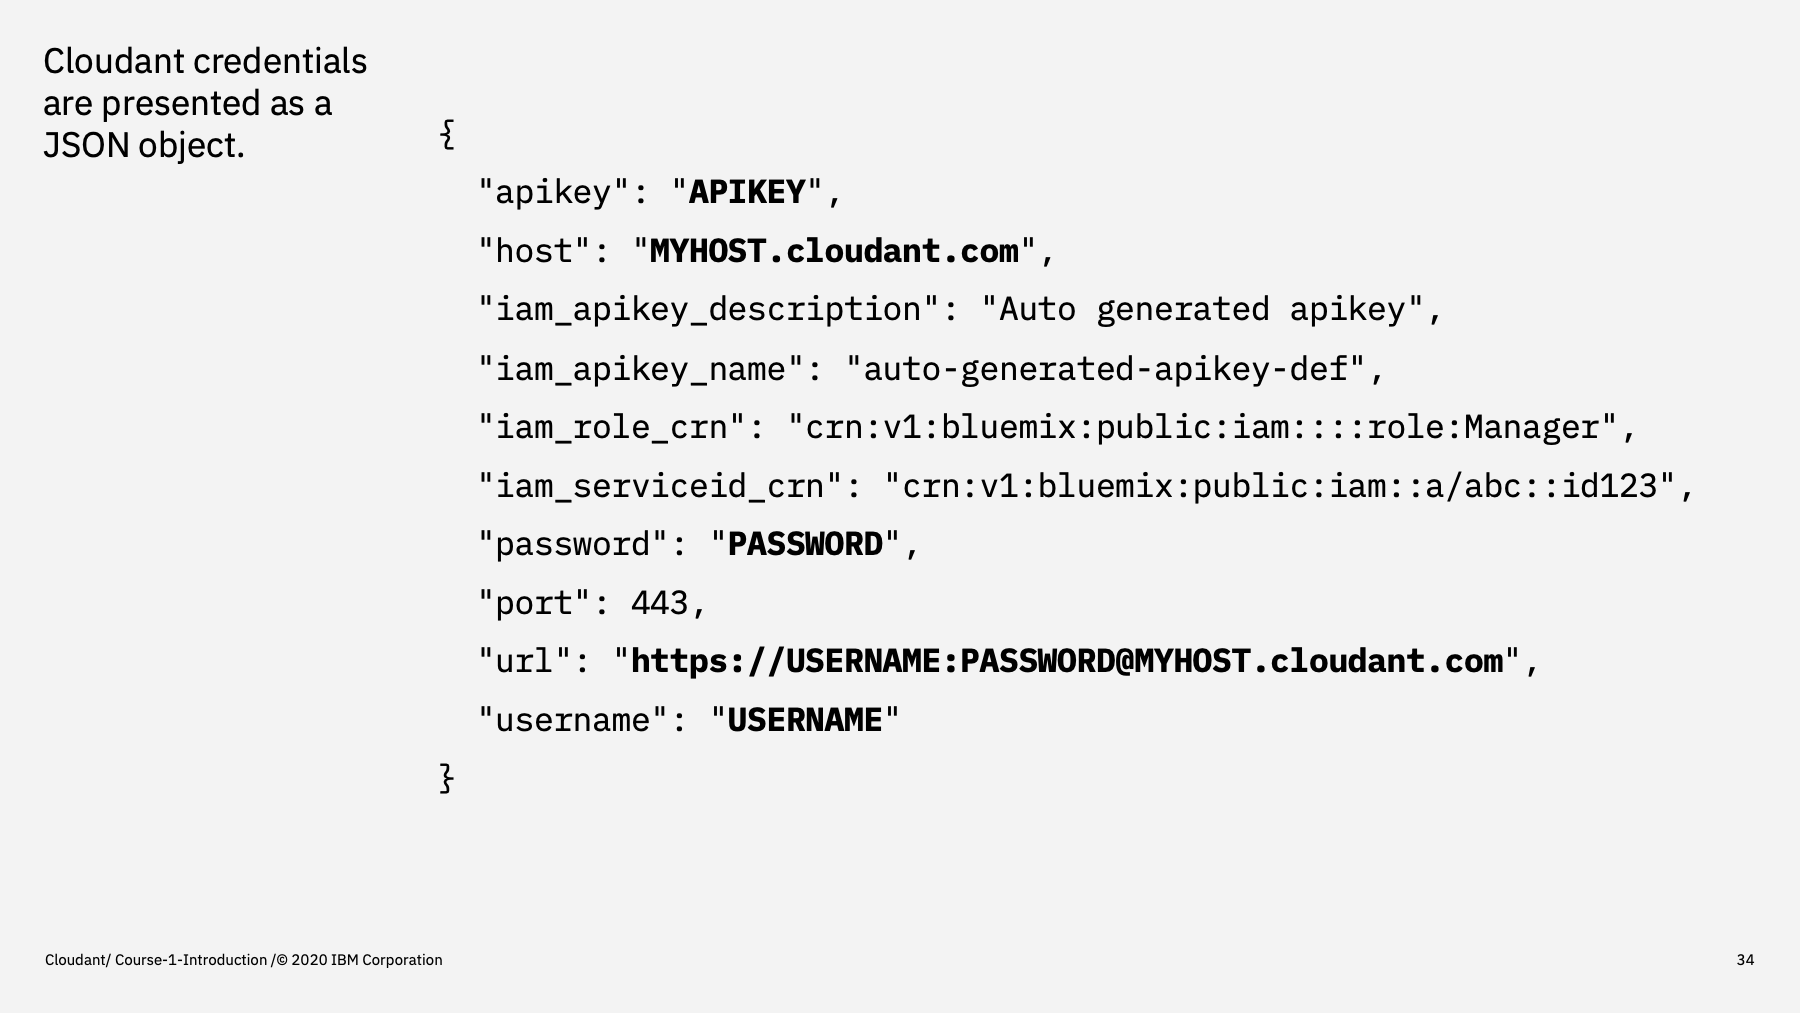 Cloudant credentials
are presented as a
JSON object.
{
"apikey": "APIKEY",
"host": "MYHOST.cloudant.com",
"iam_apikey_description": "Auto generated apikey",
"iam_apikey_name": "auto-generated-apikey-def",
"iam_role_crn": "crn:v1:bluemix:public:iam::::role:Manager",
"iam_serviceid_crn": "crn:v1:bluemix:public:iam::a/abc::id123",
"password": "PASSWORD",
"port": 443,
"url": "https://USERNAME:PASSWORD@MYHOST.cloudant.com",
"username": "USERNAME"
}
Cloudant/ Course-1-Introduction /© 2020 IBM Corporation
34